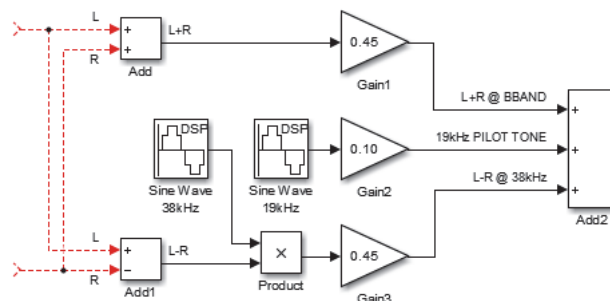 L
R
+
+
L+R
Add
0.45
Gain1
L+R @ BBAND
DSP
Sine Wave
38kHz
DSP
Sine Wave
19kHz
0.10
Gain2
19kHz PILOT TONE
L-R @ 38kHz
+
+
+
Add2
L
R
+
−
L-R
Add1
×
Product
0.45
Gain3